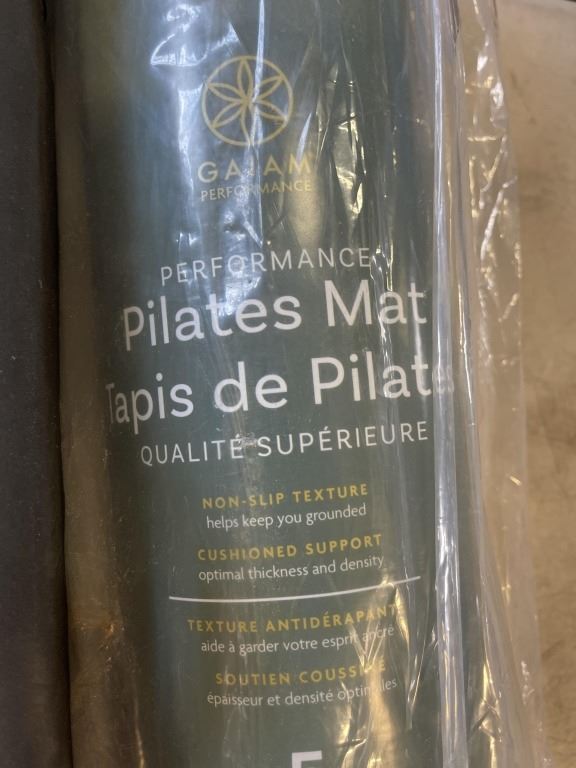 GAIAM
PERFORMANCE
PERFORMANCE
Pilates Mat
Tapis de Pilates
QUALITÉ SUPÉRIEURE
NON-SLIP TEXTURE
helps keep you grounded
CUSHIONED SUPPORT
optimal thickness and density
TEXTURE ANTIDÉRAPANTE
aide à garder votre esprit ancré
SOUTIEN COUSSINÉ
épaisseur et densité optimales